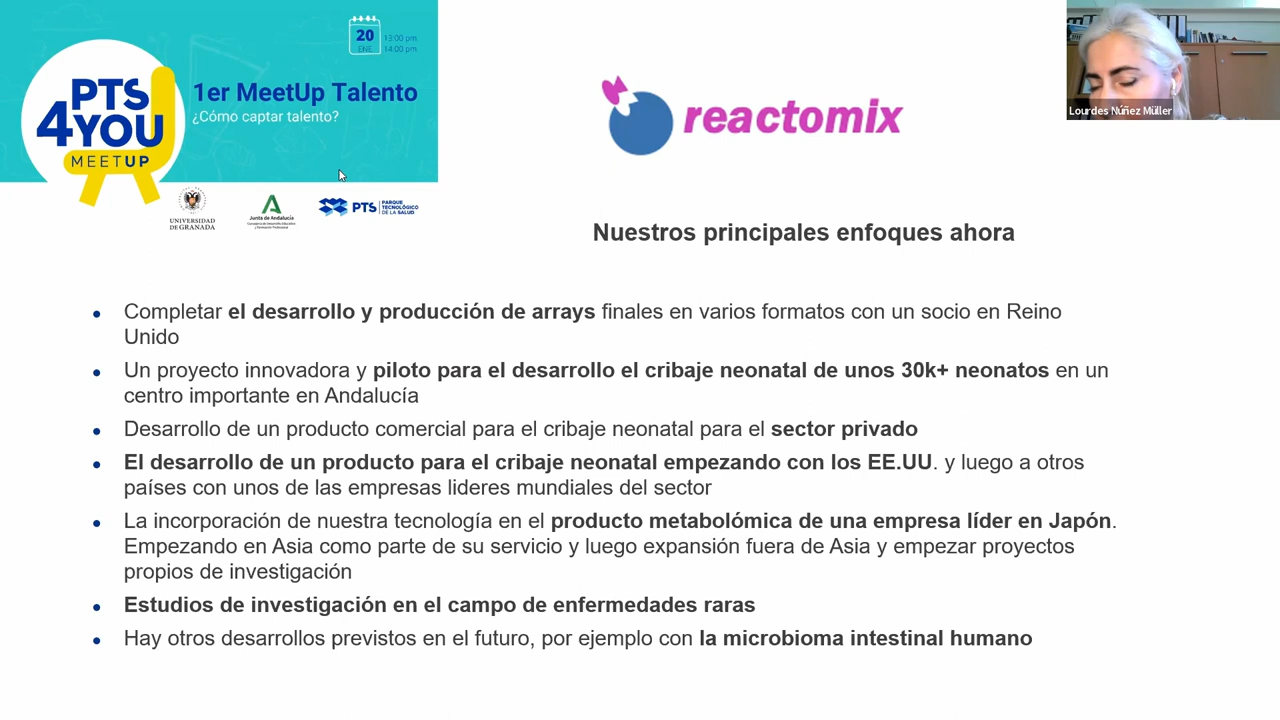 20
ENE
13:00 pm
14:00 pm
PTS
4YOU
MEETUP
1er MeetUp Talento
¿Cómo captar talento?
UNIVERSIDAD
DE GRANADA
Junta de Andalucía
PTS PARQUE
TECNOLÓGICO
DE LA SALUD
reactomix
Lourdes Núñez Müller
Nuestros principales enfoques ahora
• Completar el desarrollo y producción de arrays finales en varios formatos con un socio en Reino
Unido
• Un proyecto innovadora y piloto para el desarrollo el cribaje neonatal de unos 30k+ neonatos en un
centro importante en Andalucía
• Desarrollo de un producto comercial para el cribaje neonatal para el sector privado
• El desarrollo de un producto para el cribaje neonatal empezando con los EE.UU. y luego a otros
países con unos de las empresas lideres mundiales del sector
• La incorporación de nuestra tecnología en el producto metabolómica de una empresa líder en Japón.
Empezando en Asia como parte de su servicio y luego expansión fuera de Asia y empezar proyectos
propios de investigación
• Estudios de investigación en el campo de enfermedades raras
• Hay otros desarrollos previstos en el futuro, por ejemplo con la microbioma intestinal humano